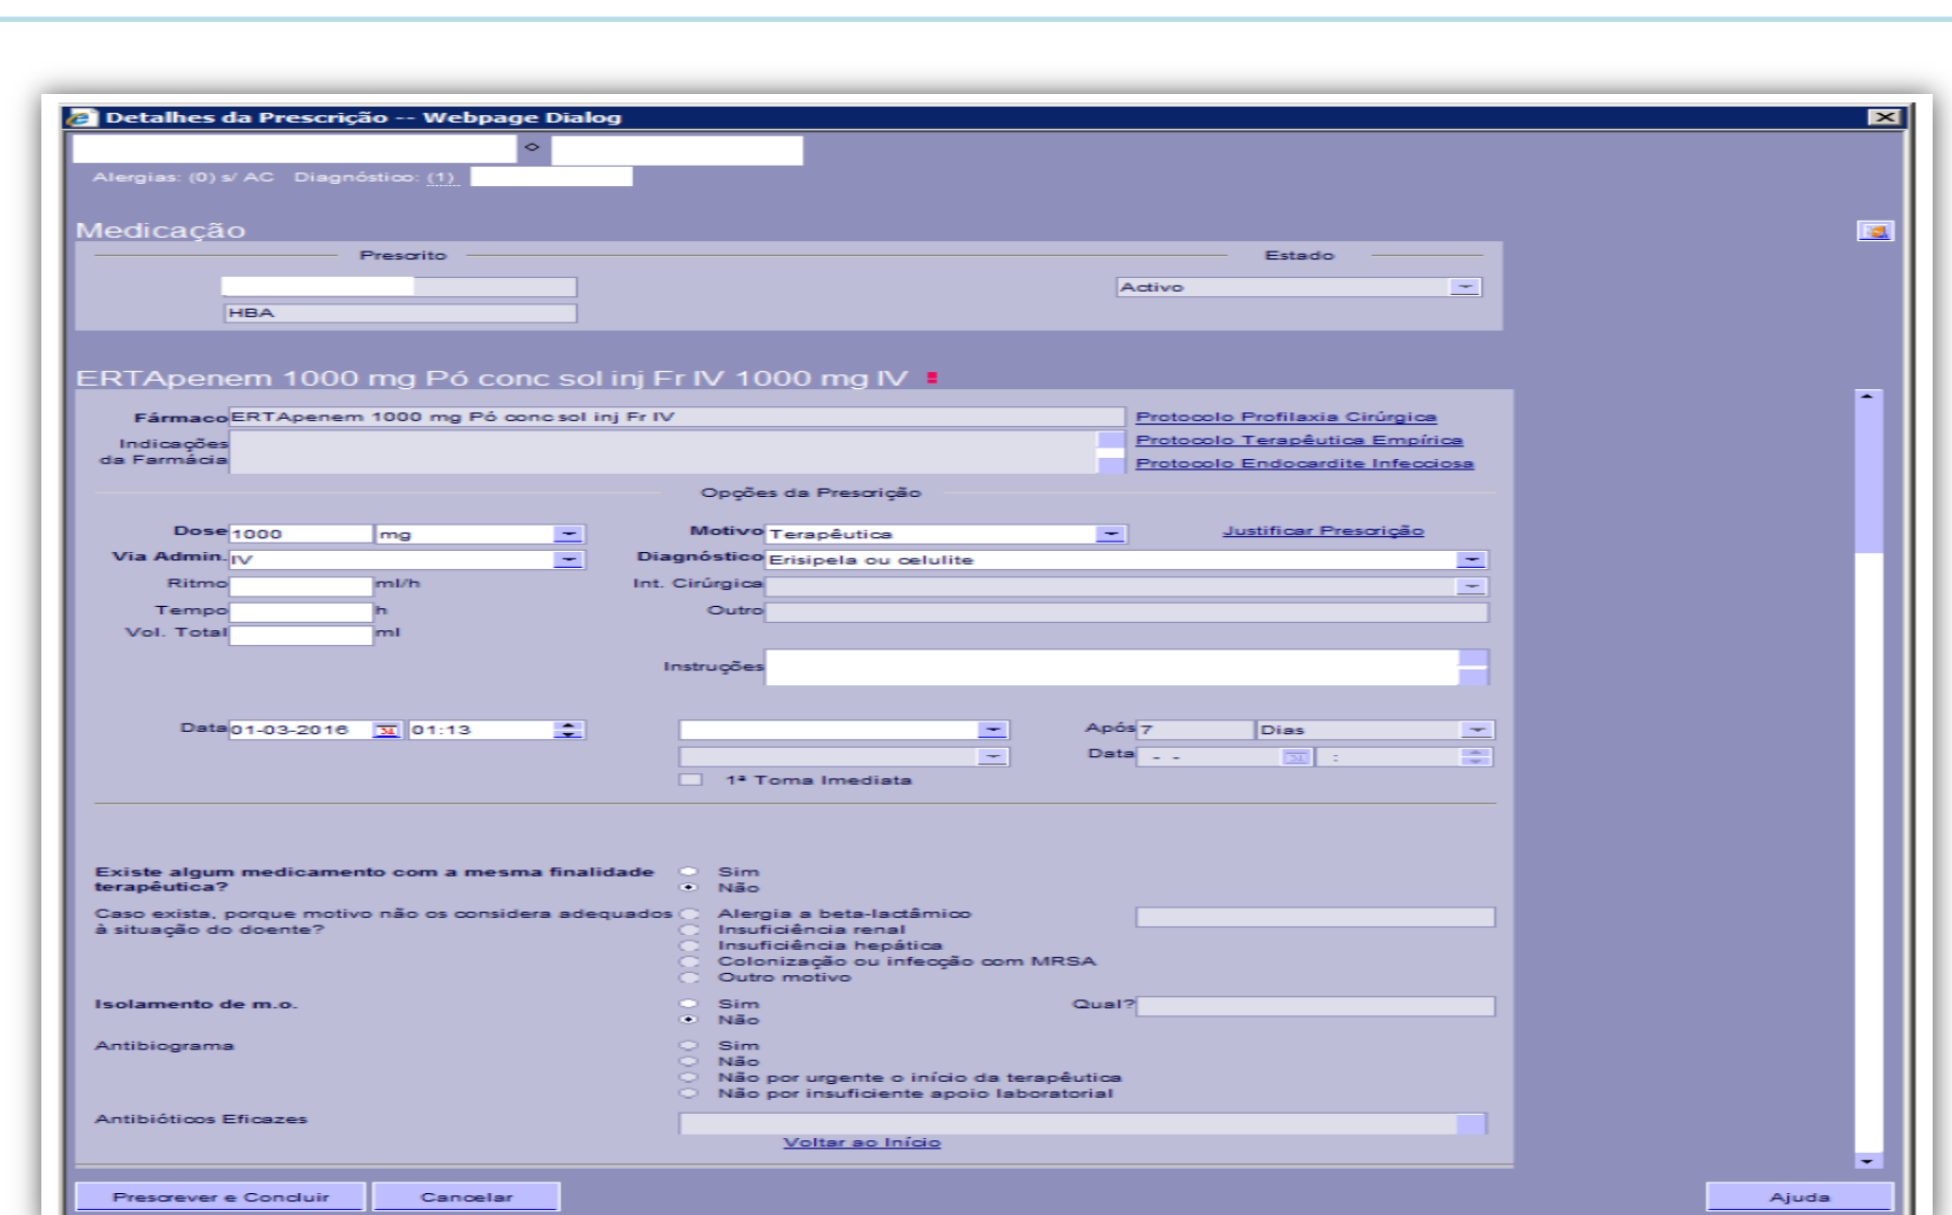 Detalhes da Prescrição -- Webpage Dialog
Alergias: (0) s/ AC Diagnóstico: (1)
Medicação
Prescrito Estado
Activo
HBA
ERTApenem 1000 mg Pó conc sol inj Fr IV 1000 mg IV
Fármaco ERTApenem 1000 mg Pó conc sol inj Fr IV Protocolo Profilaxia Cirúrgica
Indicações da Farmácia Protocolo Terapêutica Empírica
Protocolo Endocardite Infecciosa
Opções da Prescrição
Dose 1000 mg Motivo Terapêutica Justificar Prescrição
Via Admin. IV Diagnóstico Erisipela ou celulite
Ritmo ml/h Int. Cirúrgica
Tempo h Outro
Vol. Total ml
Instruções
Data 01-03-2016 01:13 Após 7 Dias
Data - - :
1ª Toma Imediata
Existe algum medicamento com a mesma finalidade Sim
terapêutica? Não
Caso exista, porque motivo não os considera adequados Alergia a beta-lactâmico
à situação do doente? Insuficiência renal
Insuficiência hepática
Colonização ou infecção com MRSA
Outro motivo
Isolamento de m.o. Sim Qual?
Não
Antibiograma Sim
Não
Não por urgente o início da terapêutica
Não por insuficiente apoio laboratorial
Antibióticos Eficazes
Voltar ao Início
Prescrever e Concluir Cancelar Ajuda